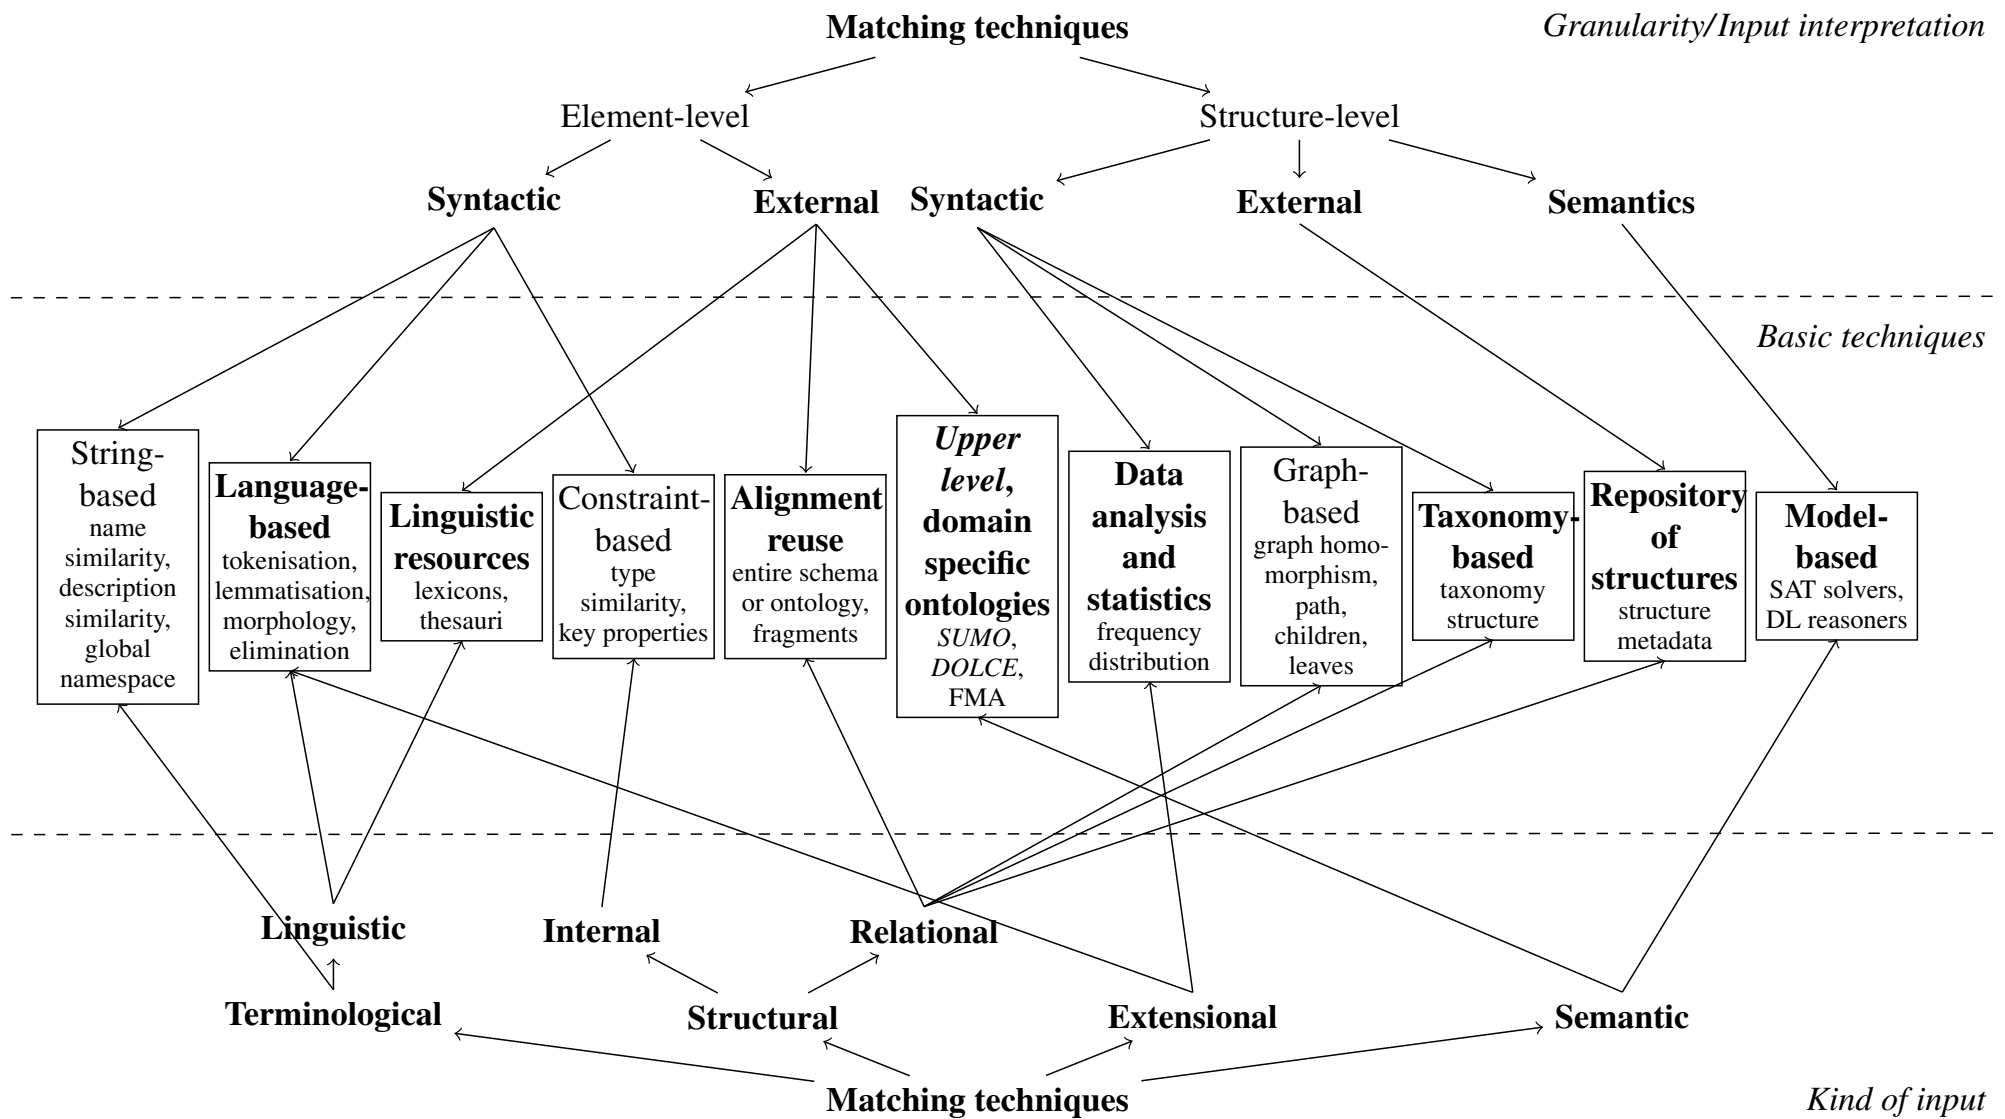 Matching techniques
Granularity/Input interpretation
Element-level
Structure-level
Syntactic
External
Syntactic
External
Semantics
Basic techniques
String-
based
name
similarity,
description
similarity,
global
namespace
Language-
based
tokenisation,
lemmatisation,
morphology,
elimination
Linguistic
resources
lexicons,
thesauri
Constraint-
based
type
similarity,
key properties
Alignment
reuse
entire schema
or ontology,
fragments
Upper
level,
domain
specific
ontologies
SUMO,
DOLCE,
FMA
Data
analysis
and
statistics
frequency
distribution
Graph-
based
graph homo-
morphism,
path,
children,
leaves
Taxonomy-
based
taxonomy
structure
Repository
of
structures
structure
metadata
Model-
based
SAT solvers,
DL reasoners
Linguistic
Internal
Relational
Terminological
Structural
Extensional
Semantic
Matching techniques
Kind of input